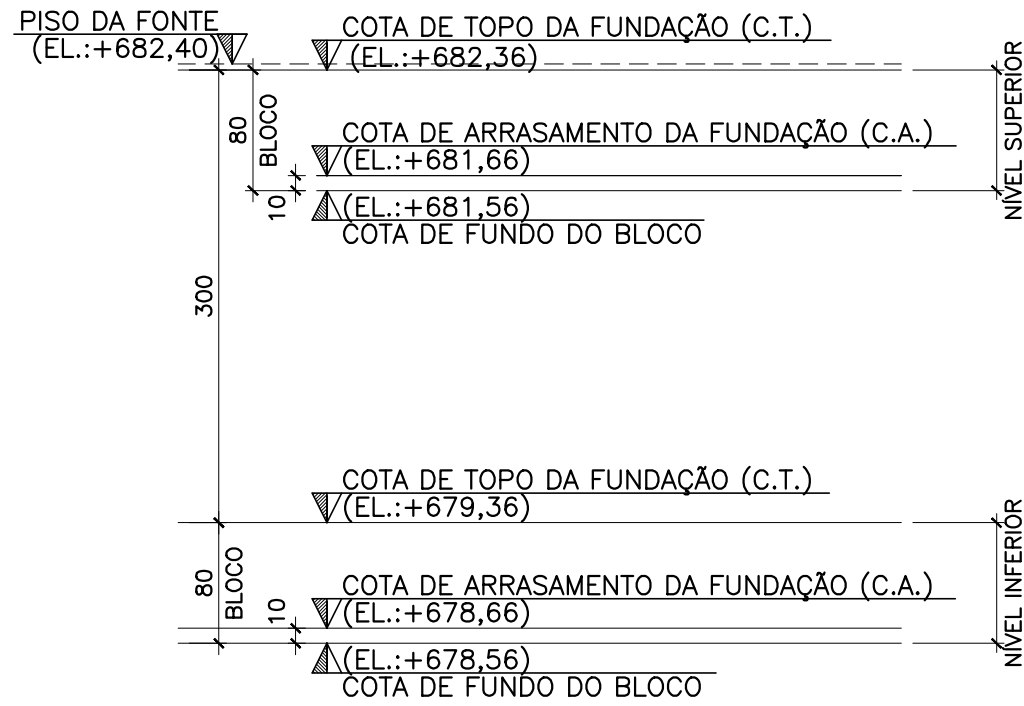 PISO DA FONTE
(EL.:+682,40)
COTA DE TOPO DA FUNDAÇÃO (C.T.)
(EL.:+682,36)
80
BLOCO
COTA DE ARRASAMENTO DA FUNDAÇÃO (C.A.)
(EL.:+681,66)
10
(EL.:+681,56)
COTA DE FUNDO DO BLOCO
NÍVEL SUPERIOR
300
COTA DE TOPO DA FUNDAÇÃO (C.T.)
(EL.:+679,36)
80
BLOCO
10
COTA DE ARRASAMENTO DA FUNDAÇÃO (C.A.)
(EL.:+678,66)
(EL.:+678,56)
COTA DE FUNDO DO BLOCO
NÍVEL INFERIOR